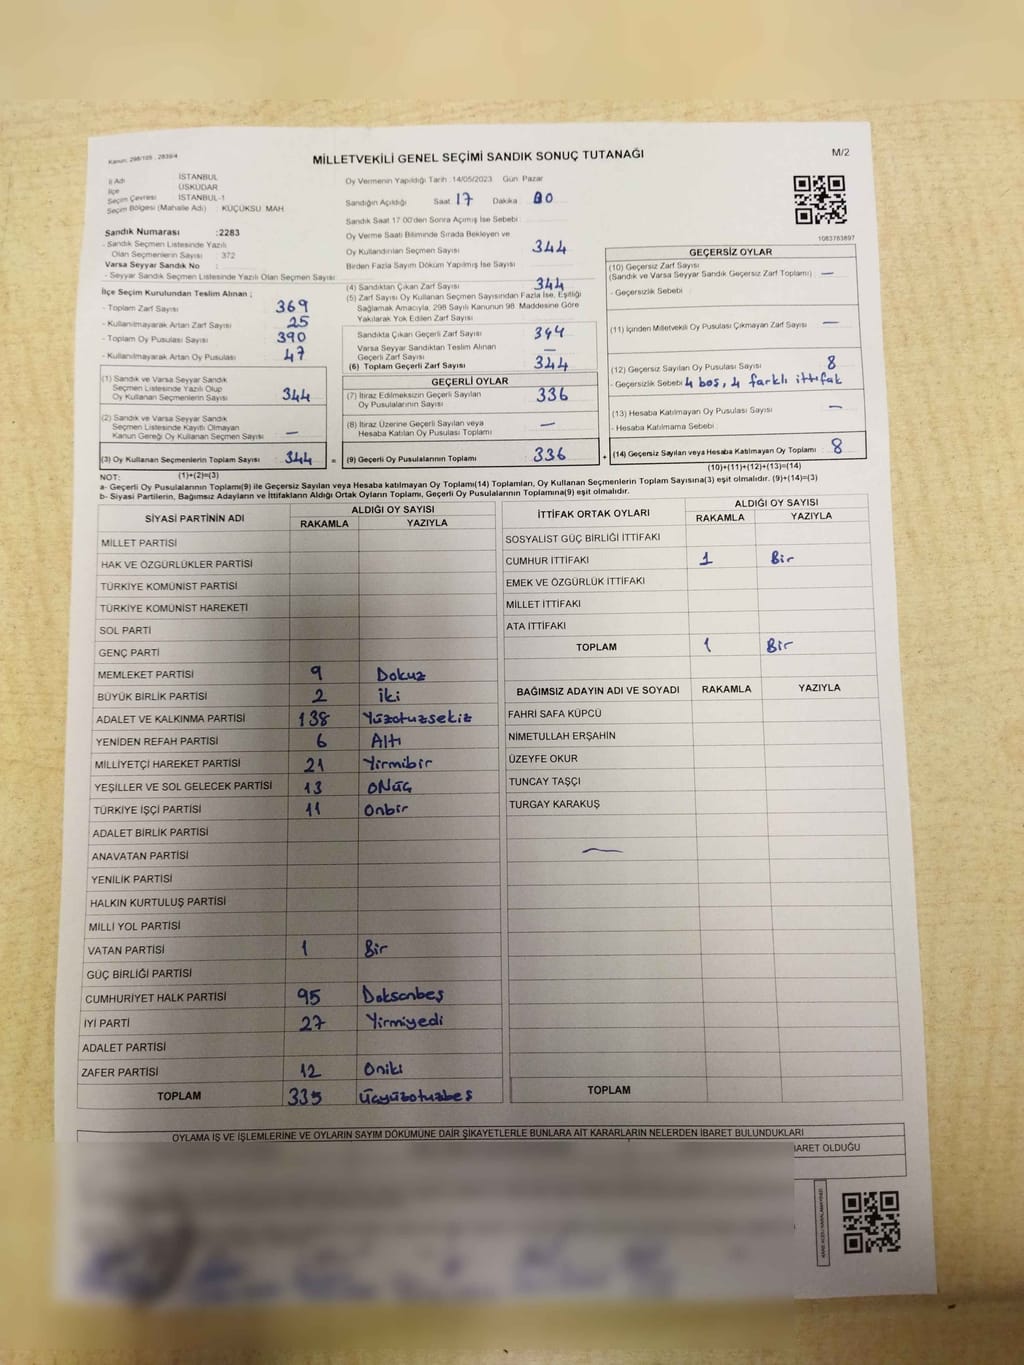 Kanun: 298/105 , 2839/4
MİLLETVEKİLİ GENEL SEÇİMİ SANDIK SONUÇ TUTANAĞI
M/2
İl Adı : İSTANBUL
İlçe : ÜSKÜDAR
Seçim Çevresi : İSTANBUL-1
Seçim Bölgesi (Mahalle Adı) : KÜÇÜKSU MAH.
Sandık Numarası :2283
- Sandık Seçmen Listesinde Yazılı
Olan Seçmenlerin Sayısı : 372
Varsa Seyyar Sandık No :
- Seyyar Sandık Seçmen Listesinde Yazılı Olan Seçmen Sayısı:
İlçe Seçim Kurulundan Teslim Alınan ;
- Toplam Zarf Sayısı 369
- Kullanılmayarak Artan Zarf Sayısı 25
- Toplam Oy Pusulası Sayısı 390
- Kullanılmayarak Artan Oy Pusulası 47
(1) Sandık ve Varsa Seyyar Sandık
Seçmen Listesinde Yazılı Olup
Oy Kullanan Seçmenlerin Sayısı 344
(2) Sandık ve Varsa Seyyar Sandık
Seçmen Listesinde Kayıtlı Olmayan
Kanun Gereği Oy Kullanan Seçmen Sayısı —
(3) Oy Kullanan Seçmenlerin Toplam Sayısı 344 =
Oy Vermenin Yapıldığı Tarih : 14/05/2023 Gün : Pazar
Sandığın Açıldığı Saat 17 Dakika 00
Sandık Saat 17:00'den Sonra Açılmış İse Sebebi :
Oy Verme Saati Bitiminde Sırada Bekleyen ve
Oy Kullandırılan Seçmen Sayısı 344
Birden Fazla Sayım Döküm Yapılmış İse Sayısı
(4) Sandıktan Çıkan Zarf Sayısı 344
(5) Zarf Sayısı Oy Kullanan Seçmen Sayısından Fazla İse, Eşitliği
Sağlamak Amacıyla, 298 Sayılı Kanunun 98. Maddesine Göre
Yakılarak Yok Edilen Zarf Sayısı
Sandıkta Çıkan Geçerli Zarf Sayısı 344
Varsa Seyyar Sandıktan Teslim Alınan
Geçerli Zarf Sayısı —
(6) Toplam Geçerli Zarf Sayısı 344
GEÇERLİ OYLAR
(7) İtiraz Edilmeksizin Geçerli Sayılan
Oy Pusulalarının Sayısı 336
(8) İtiraz Üzerine Geçerli Sayılan veya
Hesaba Katılan Oy Pusulası Toplamı —
(9) Geçerli Oy Pusulalarının Toplamı 336 +
1083783897
GEÇERSİZ OYLAR
(10) Geçersiz Zarf Sayısı
(Sandık ve Varsa Seyyar Sandık Geçersiz Zarf Toplamı) —
- Geçersizlik Sebebi :
(11) İçinden Milletvekili Oy Pusulası Çıkmayan Zarf Sayısı —
(12) Geçersiz Sayılan Oy Pusulası Sayısı 8
- Geçersizlik Sebebi : 4 boş, 4 farklı ittifak
(13) Hesaba Katılmayan Oy Pusulası Sayısı —
- Hesaba Katılmama Sebebi :
(14) Geçersiz Sayılan veya Hesaba Katılmayan Oy Toplamı 8
NOT: (1)+(2)=(3) (10)+(11)+(12)+(13)=(14)
a- Geçerli Oy Pusulalarının Toplamı(9) ile Geçersiz Sayılan veya Hesaba katılmayan Oy Toplamı(14) Toplamları, Oy Kullanan Seçmenlerin Toplam Sayısına(3) eşit olmalıdır. (9)+(14)=(3)
b- Siyasi Partilerin, Bağımsız Adayların ve İttifakların Aldığı Ortak Oyların Toplamı, Geçerli Oy Pusulalarının Toplamına(9) eşit olmalıdır.
SİYASİ PARTİNİN ADI ALDIĞI OY SAYISI
RAKAMLA YAZIYLA
MİLLET PARTİSİ
HAK VE ÖZGÜRLÜKLER PARTİSİ
TÜRKİYE KOMÜNİST PARTİSİ
TÜRKİYE KOMÜNİST HAREKETİ
SOL PARTİ
GENÇ PARTİ
MEMLEKET PARTİSİ 9 Dokuz
BÜYÜK BİRLİK PARTİSİ 2 iki
ADALET VE KALKINMA PARTİSİ 138 Yüzotuzsekiz
YENİDEN REFAH PARTİSİ 6 Altı
MİLLİYETÇİ HAREKET PARTİSİ 21 Yirmibir
YEŞİLLER VE SOL GELECEK PARTİSİ 13 ONüç
TÜRKİYE İŞÇİ PARTİSİ 11 Onbir
ADALET BİRLİK PARTİSİ
ANAVATAN PARTİSİ
YENİLİK PARTİSİ
HALKIN KURTULUŞ PARTİSİ
MİLLİ YOL PARTİSİ
VATAN PARTİSİ 1 Bir
GÜÇ BİRLİĞİ PARTİSİ
CUMHURİYET HALK PARTİSİ 95 Doksanbeş
İYİ PARTİ 27 Yirmiyedi
ADALET PARTİSİ
ZAFER PARTİSİ 12 Oniki
TOPLAM 335 Üçyüzotuzbeş
İTTİFAK ORTAK OYLARI ALDIĞI OY SAYISI
RAKAMLA YAZIYLA
SOSYALİST GÜÇ BİRLİĞİ İTTİFAKI
CUMHUR İTTİFAKI 1 Bir
EMEK VE ÖZGÜRLÜK İTTİFAKI
MİLLET İTTİFAKI
ATA İTTİFAKI
TOPLAM 1 Bir
BAĞIMSIZ ADAYIN ADI VE SOYADI RAKAMLA YAZIYLA
FAHRİ SAFA KÜPCÜ
NİMETULLAH ERŞAHİN
ÜZEYFE OKUR
TUNCAY TAŞÇI
TURGAY KARAKUŞ
—
TOPLAM
OYLAMA İŞ VE İŞLEMLERİNE VE OYLARIN SAYIM DÖKÜMÜNE DAİR ŞİKAYETLERLE BUNLARA AİT KARARLARIN NELERDEN İBARET BULUNDUKLARI
BARET OLDUĞU